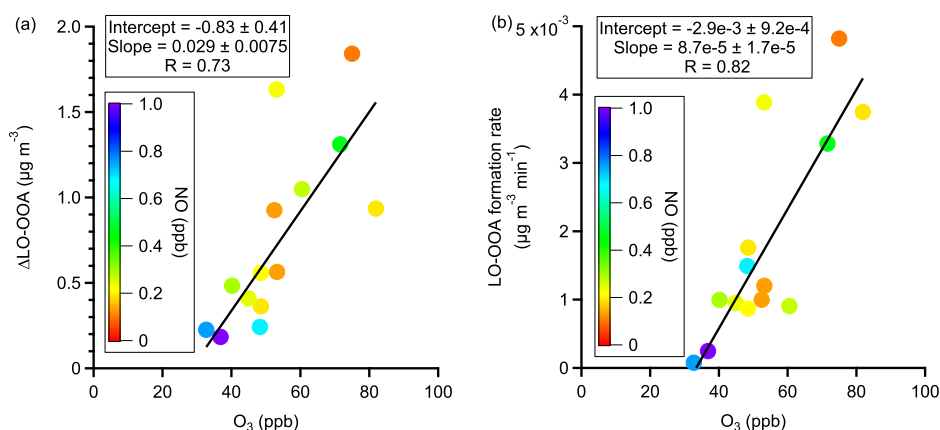 (a)
Intercept = -0.83 ± 0.41
Slope = 0.029 ± 0.0075
R = 0.73
2.0
1.5
1.0
0.5
0
ΔLO-OOA (µg m⁻³)
1.0
0.8
0.6
0.4
0.2
0
NO (ppb)
0 20 40 60 80 100
O₃ (ppb)
(b)
Intercept = -2.9e-3 ± 9.2e-4
Slope = 8.7e-5 ± 1.7e-5
R = 0.82
5 x10⁻³
4
3
2
1
0
LO-OOA formation rate
(µg m⁻³ min⁻¹)
1.0
0.8
0.6
0.4
0.2
0
NO (ppb)
0 20 40 60 80 100
O₃ (ppb)